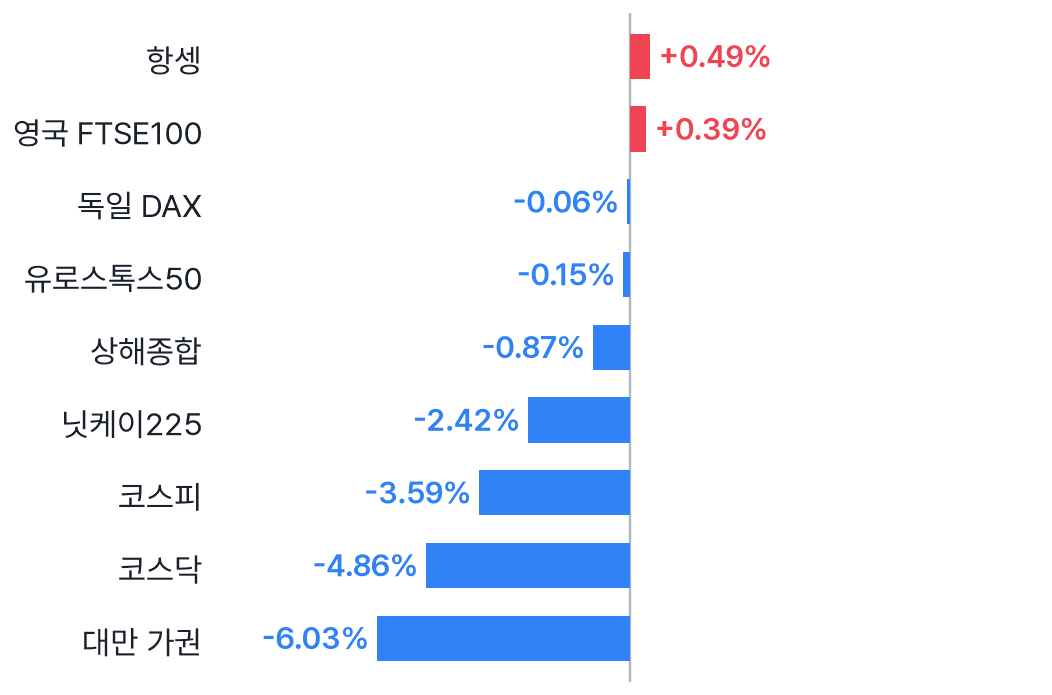 항셍 +0.49%
영국 FTSE100 +0.39%
독일 DAX -0.06%
유로스톡스50 -0.15%
상해종합 -0.87%
닛케이225 -2.42%
코스피 -3.59%
코스닥 -4.86%
대만 가권 -6.03%